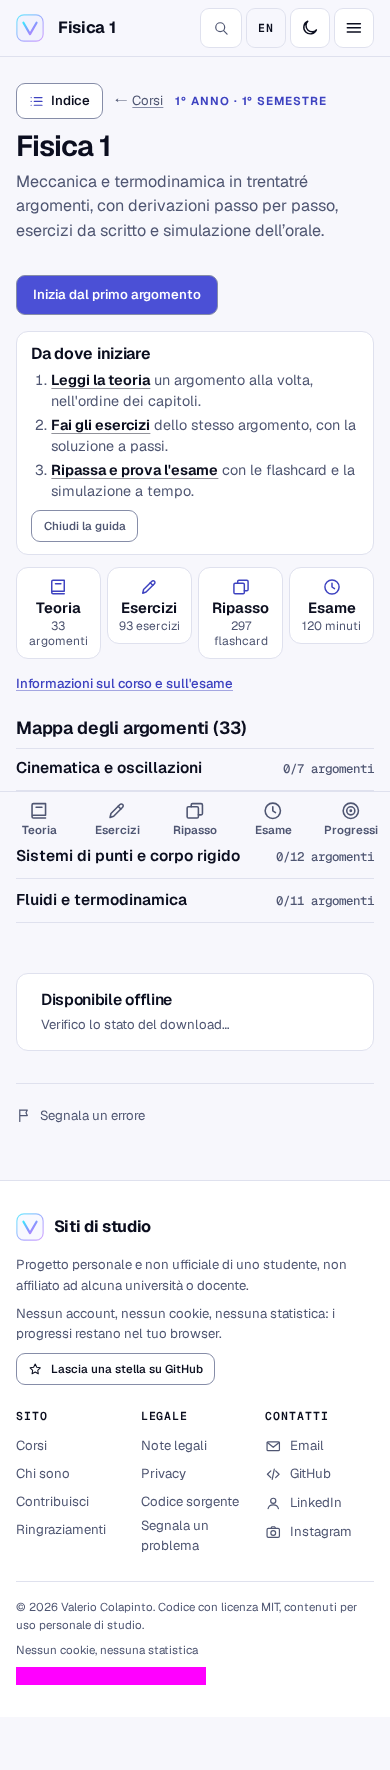 Fisica 1
EN
Indice
← Corsi
1° ANNO · 1° SEMESTRE
Fisica 1
Meccanica e termodinamica in trentatré
argomenti, con derivazioni passo per passo,
esercizi da scritto e simulazione dell'orale.
Inizia dal primo argomento
Da dove iniziare
1. Leggi la teoria un argomento alla volta,
nell'ordine dei capitoli.
2. Fai gli esercizi dello stesso argomento, con la
soluzione a passi.
3. Ripassa e prova l'esame con le flashcard e la
simulazione a tempo.
Chiudi la guida
Teoria
33
argomenti
Esercizi
93 esercizi
Ripasso
297
flashcard
Esame
120 minuti
Informazioni sul corso e sull'esame
Mappa degli argomenti (33)
Cinematica e oscillazioni
0/7 argomenti
Teoria
Esercizi
Ripasso
Esame
Progressi
Sistemi di punti e corpo rigido
0/12 argomenti
Fluidi e termodinamica
0/11 argomenti
Disponibile offline
Verifico lo stato del download…
Segnala un errore
Siti di studio
Progetto personale e non ufficiale di uno studente, non
affiliato ad alcuna università o docente.
Nessun account, nessun cookie, nessuna statistica: i
progressi restano nel tuo browser.
Lascia una stella su GitHub
SITO
Corsi
Chi sono
Contribuisci
Ringraziamenti
LEGALE
Note legali
Privacy
Codice sorgente
Segnala un
problema
CONTATTI
Email
GitHub
LinkedIn
Instagram
© 2026 Valerio Colapinto. Codice con licenza MIT, contenuti per
uso personale di studio.
Nessun cookie, nessuna statistica